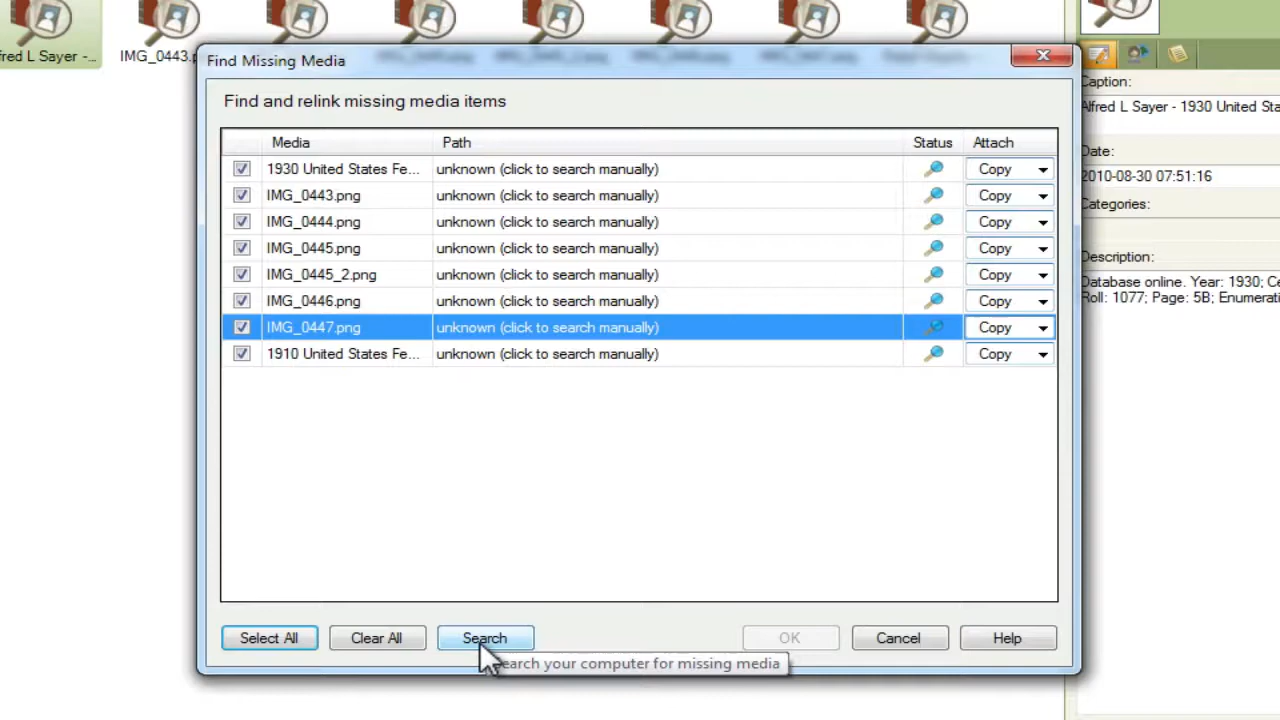 fred L Sayer -...
IMG_0443.p
Find Missing Media
Find and relink missing media items
Media Path Status Attach
1930 United States Fe... unknown (click to search manually) Copy
IMG_0443.png unknown (click to search manually) Copy
IMG_0444.png unknown (click to search manually) Copy
IMG_0445.png unknown (click to search manually) Copy
IMG_0445_2.png unknown (click to search manually) Copy
IMG_0446.png unknown (click to search manually) Copy
IMG_0447.png unknown (click to search manually) Copy
1910 United States Fe... unknown (click to search manually) Copy
Select All Clear All Search OK Cancel Help
earch your computer for missing media
Caption:
Alfred L Sayer - 1930 United Sta
Date:
2010-08-30 07:51:16
Categories:
Description:
Database online. Year: 1930; Ce
Roll: 1077; Page: 5B; Enumerati